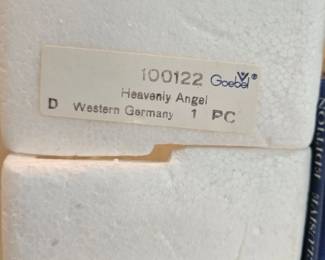 100122 Goebel®
Heavenly Angel
D Western Germany 1 PC